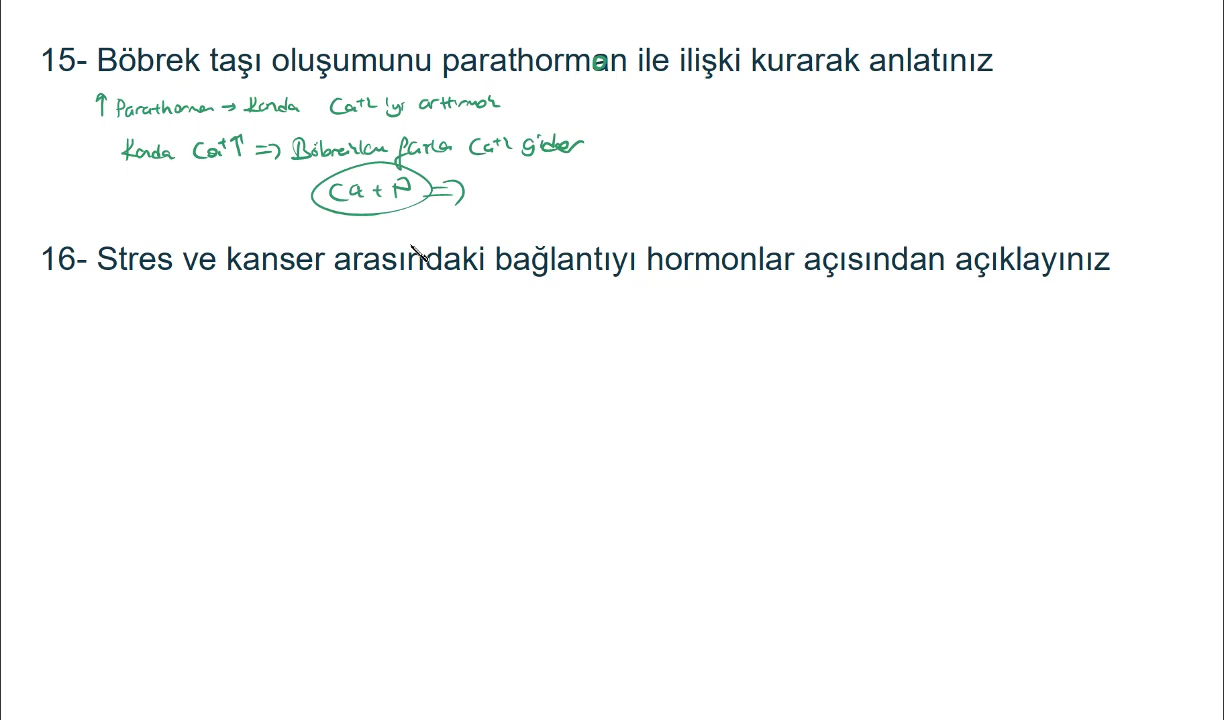 15- Böbrek taşı oluşumunu parathormon ile ilişki kurarak anlatınız
↑ Parathormon → Kanda Ca+2 'yi arttırmak
Kanda Ca+↑ => Böbreklere fazla Ca+2 gider
Ca + P =>
16- Stres ve kanser arasındaki bağlantıyı hormonlar açısından açıklayınız